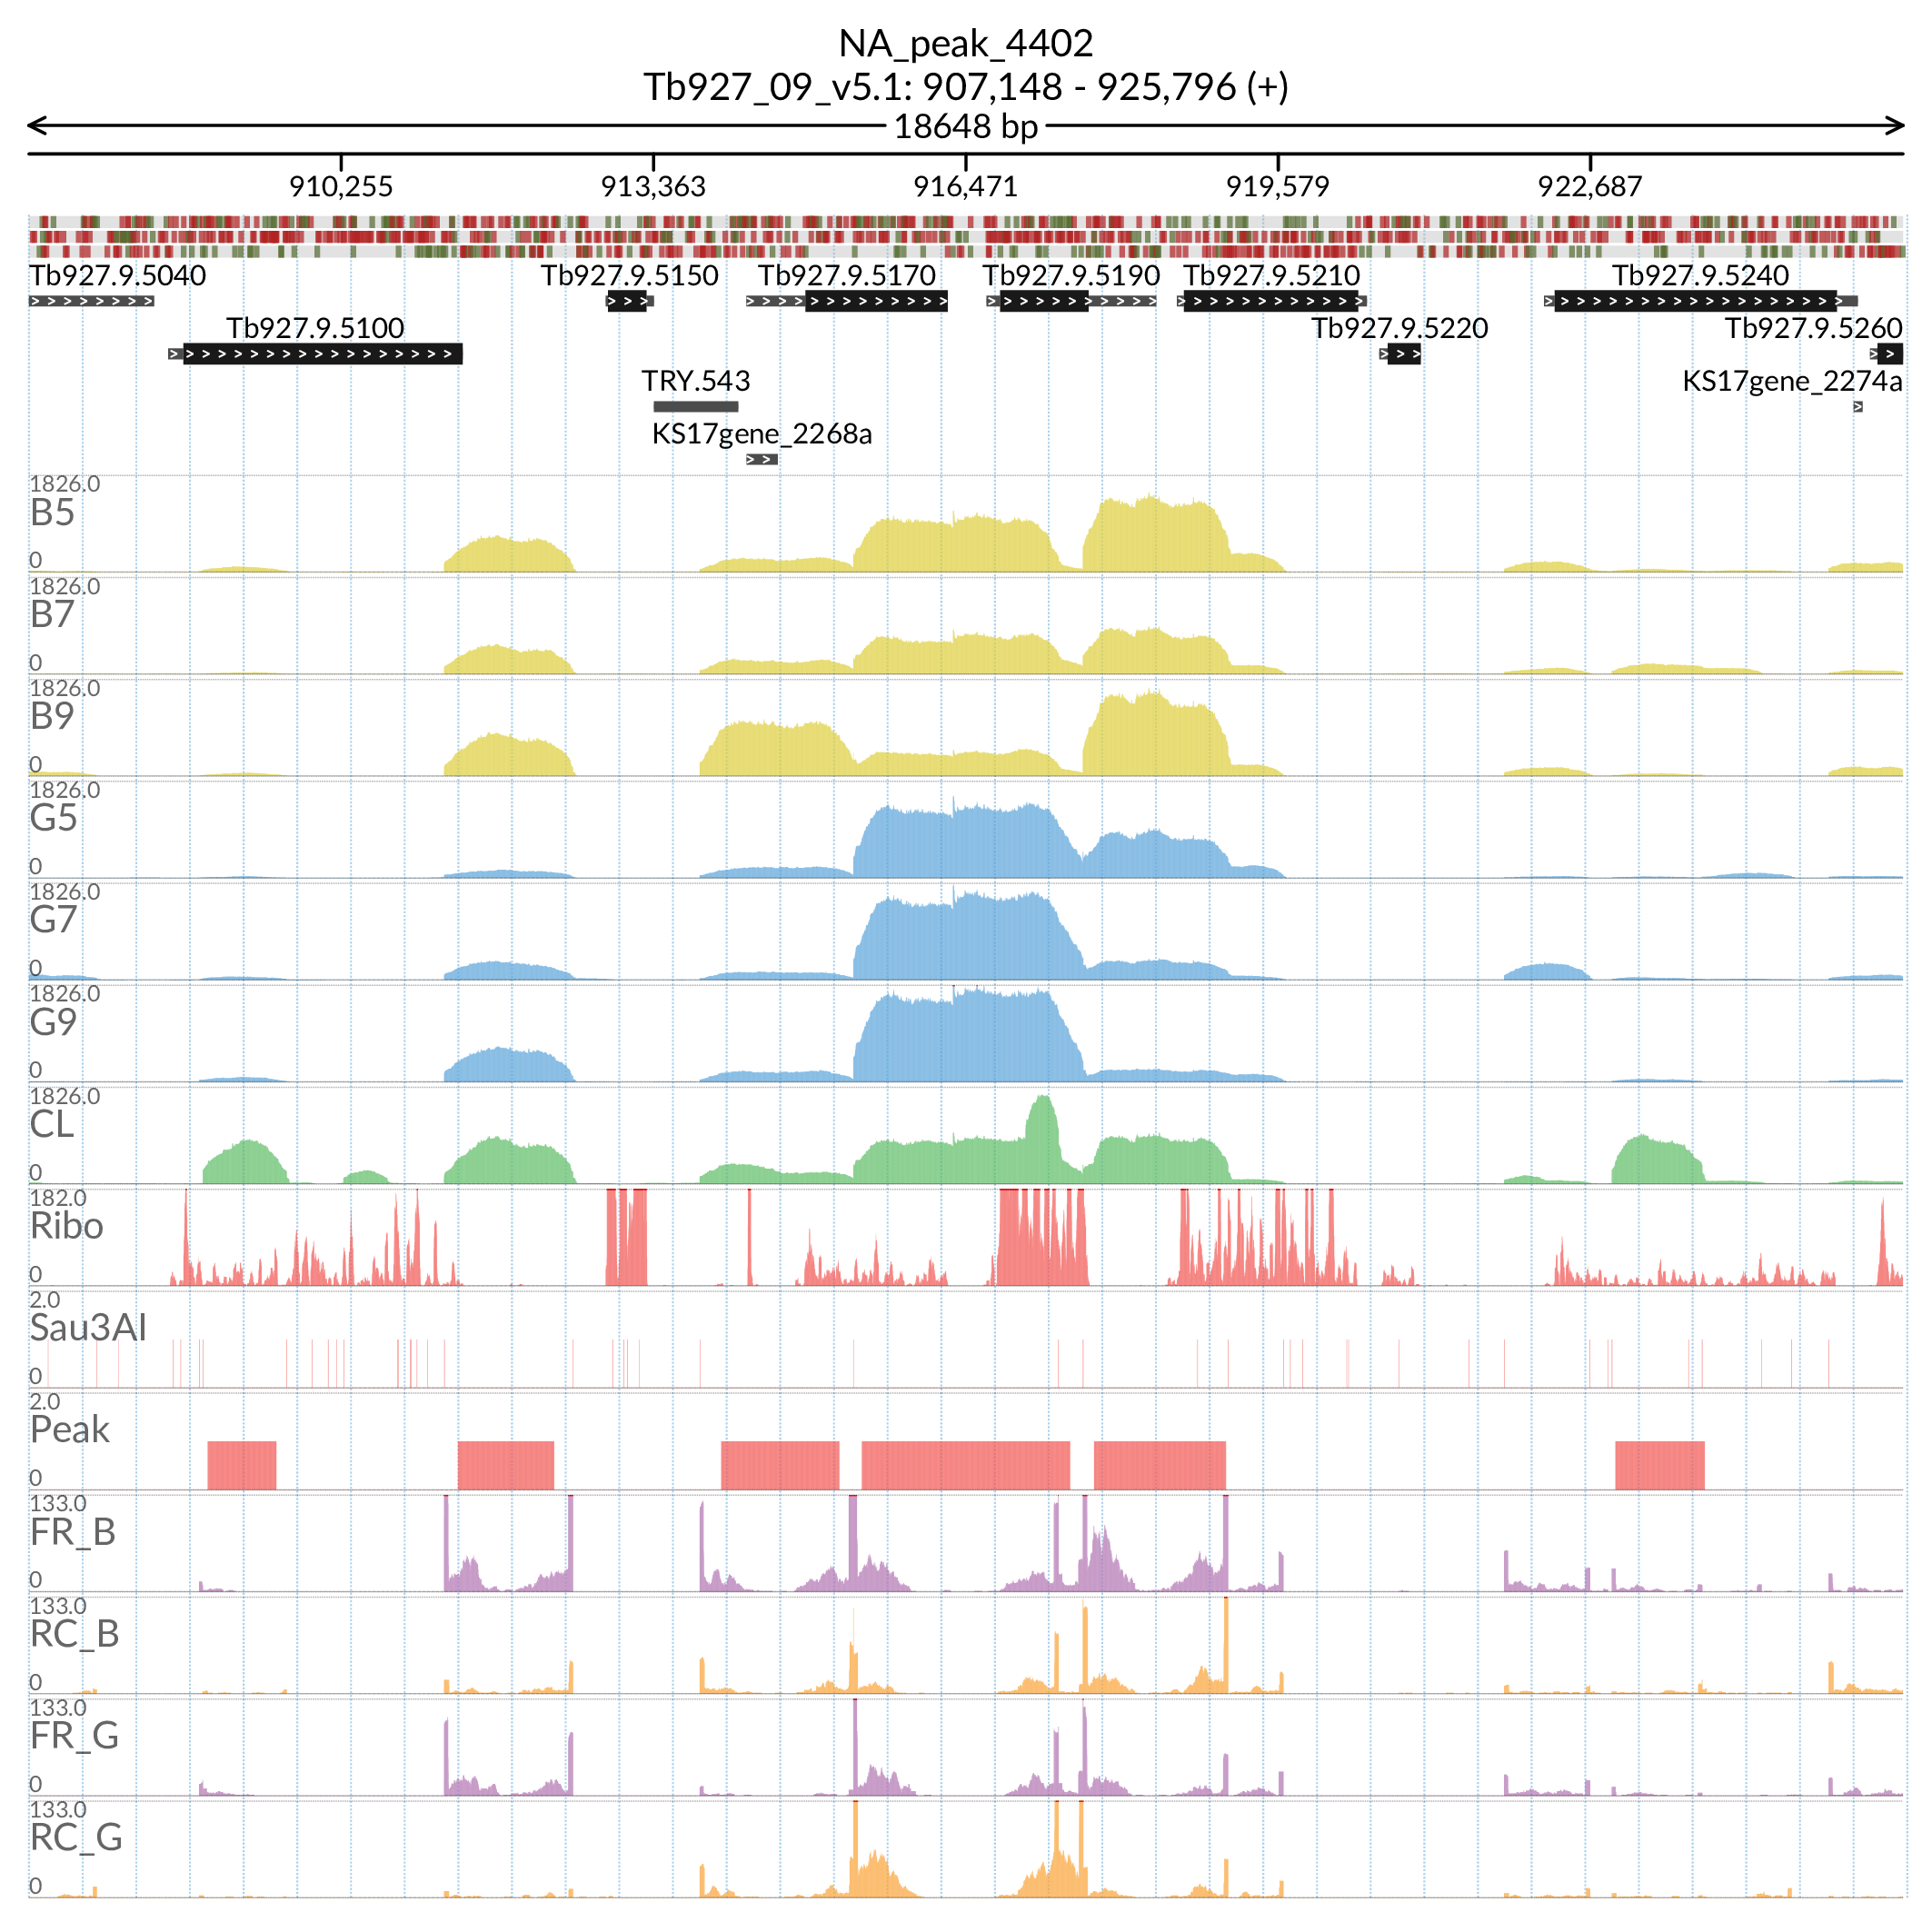 NA_peak_4402
Tb927_09_v5.1: 907,148 - 925,796 (+)
18648 bp
910,255 913,363 916,471 919,579 922,687
Tb927.9.5040 Tb927.9.5150 Tb927.9.5170 Tb927.9.5190 Tb927.9.5210 Tb927.9.5240
Tb927.9.5100 Tb927.9.5220 Tb927.9.5260
TRY.543 KS17gene_2274a
KS17gene_2268a
1826.0
B5
0
1826.0
B7
0
1826.0
B9
0
1826.0
G5
0
1826.0
G7
0
1826.0
G9
0
1826.0
CL
0
182.0
Ribo
0
2.0
Sau3AI
0
2.0
Peak
0
133.0
FR_B
0
133.0
RC_B
0
133.0
FR_G
0
133.0
RC_G
0